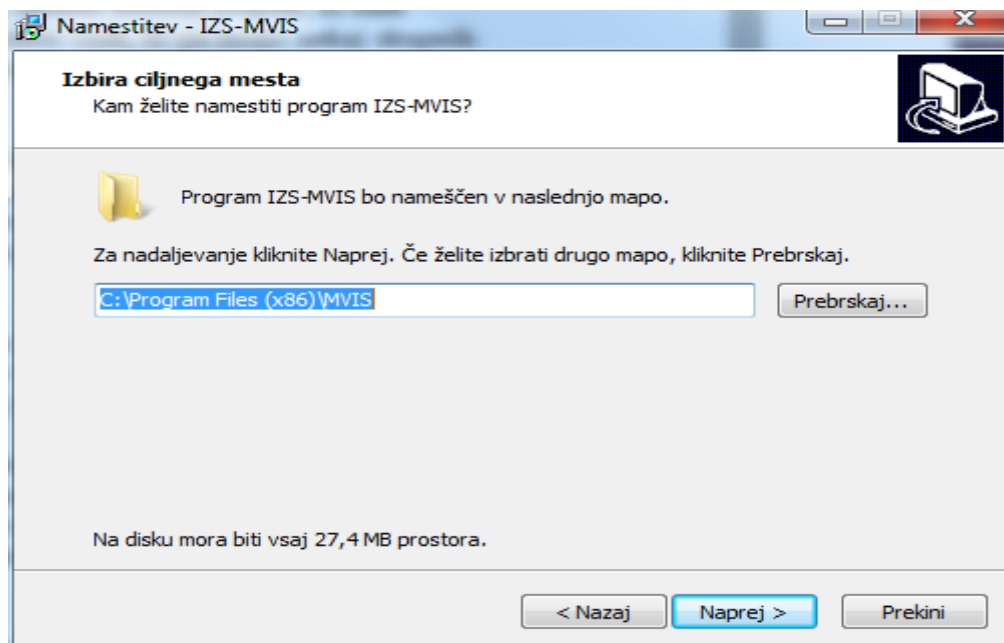 Namestitev - IZS-MVIS
Izbira ciljnega mesta
Kam želite namestiti program IZS-MVIS?
Program IZS-MVIS bo nameščen v naslednjo mapo.
Za nadaljevanje kliknite Naprej. Če želite izbrati drugo mapo, kliknite Prebrskaj.
C:\Program Files (x86)\MVIS
Prebrskaj...
Na disku mora biti vsaj 27,4 MB prostora.
< Nazaj
Naprej >
Prekini